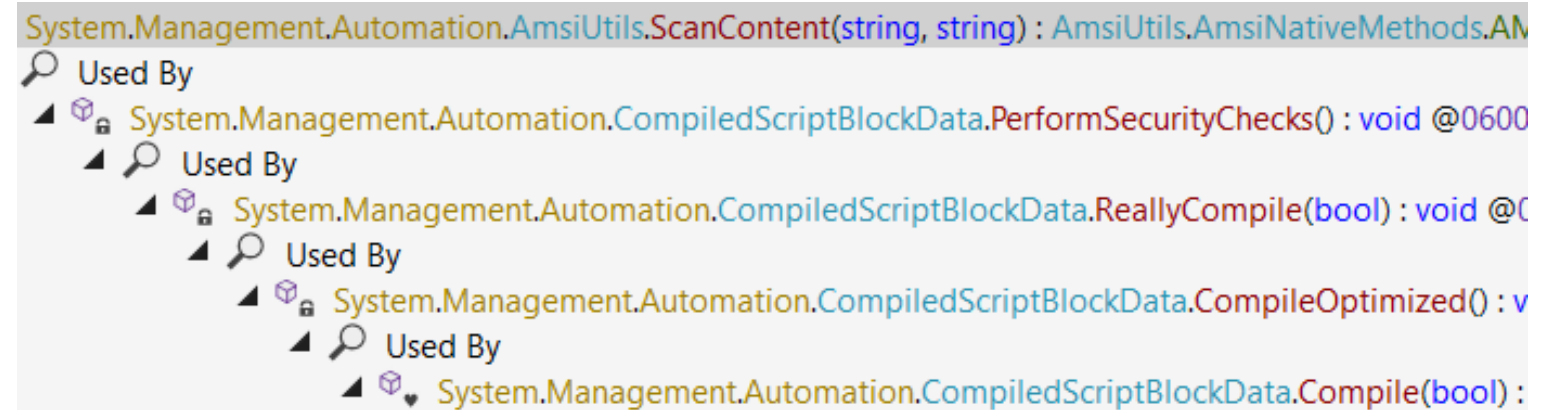 System.Management.Automation.AmsiUtils.ScanContent(string, string) : AmsiUtils.AmsiNativeMethods.AM
Used By
System.Management.Automation.CompiledScriptBlockData.PerformSecurityChecks() : void @0600
Used By
System.Management.Automation.CompiledScriptBlockData.ReallyCompile(bool) : void @0
Used By
System.Management.Automation.CompiledScriptBlockData.CompileOptimized() : v
Used By
System.Management.Automation.CompiledScriptBlockData.Compile(bool) :